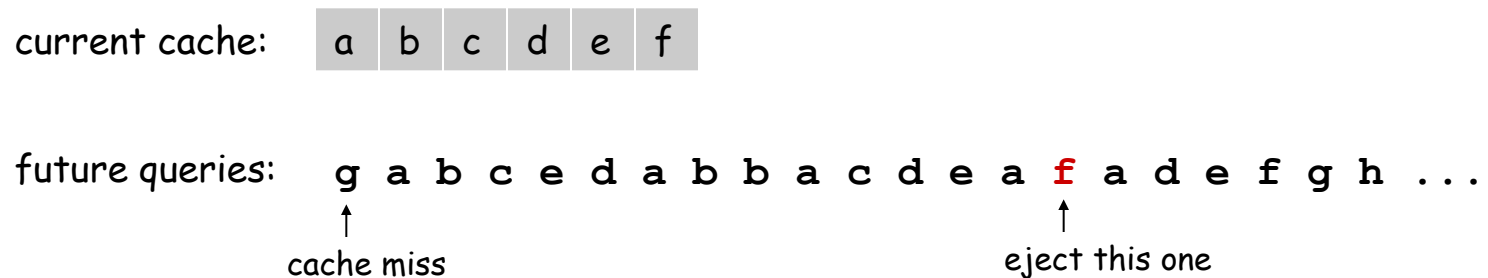 current cache: a b c d e f
future queries: g a b c e d a b b a c d e a f a d e f g h ...
cache miss
eject this one